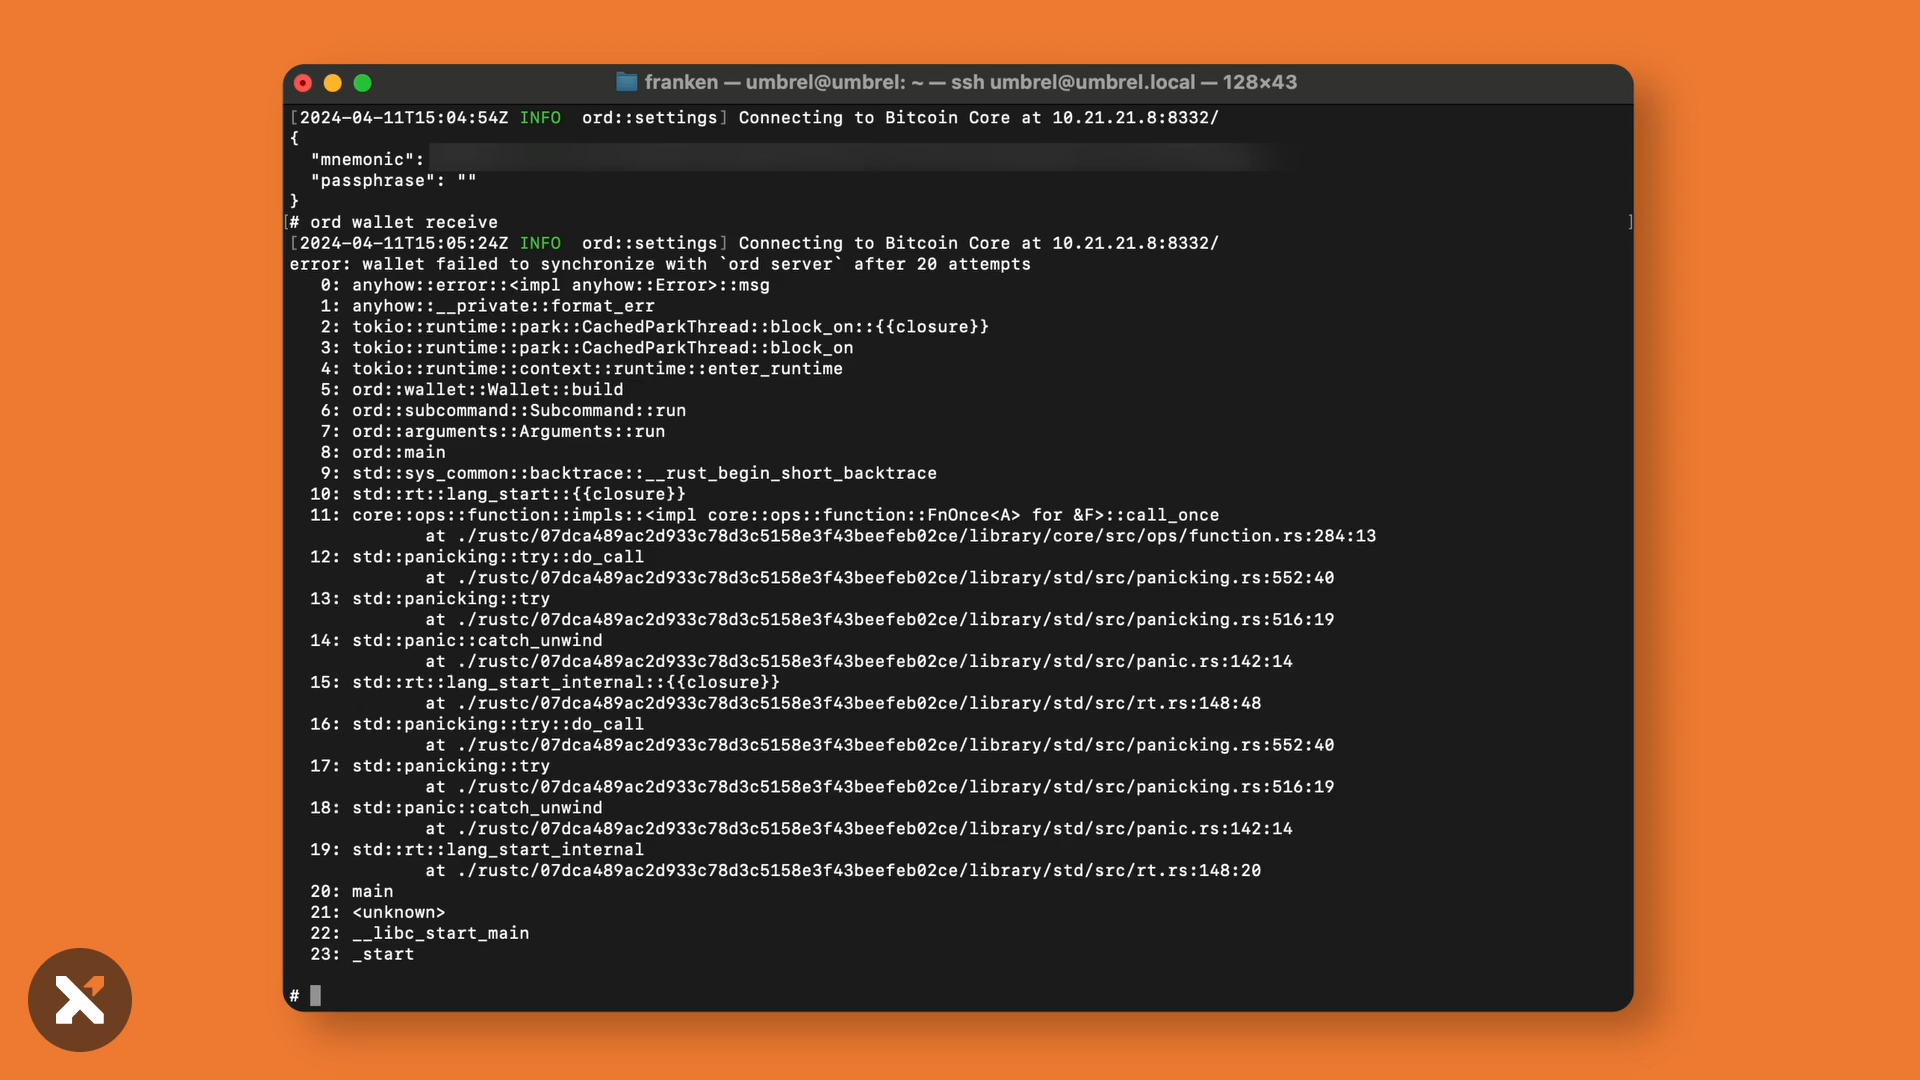 franken — umbrel@umbrel: ~ — ssh umbrel@umbrel.local — 128×43
[2024-04-11T15:04:54Z INFO  ord::settings] Connecting to Bitcoin Core at 10.21.21.8:8332/
{
  "mnemonic":
  "passphrase": ""
}
[# ord wallet receive ]
[2024-04-11T15:05:24Z INFO  ord::settings] Connecting to Bitcoin Core at 10.21.21.8:8332/
error: wallet failed to synchronize with `ord server` after 20 attempts
   0: anyhow::error::<impl anyhow::Error>::msg
   1: anyhow::__private::format_err
   2: tokio::runtime::park::CachedParkThread::block_on::{{closure}}
   3: tokio::runtime::park::CachedParkThread::block_on
   4: tokio::runtime::context::runtime::enter_runtime
   5: ord::wallet::Wallet::build
   6: ord::subcommand::Subcommand::run
   7: ord::arguments::Arguments::run
   8: ord::main
   9: std::sys_common::backtrace::__rust_begin_short_backtrace
  10: std::rt::lang_start::{{closure}}
  11: core::ops::function::impls::<impl core::ops::function::FnOnce<A> for &F>::call_once
             at ./rustc/07dca489ac2d933c78d3c5158e3f43beefeb02ce/library/core/src/ops/function.rs:284:13
  12: std::panicking::try::do_call
             at ./rustc/07dca489ac2d933c78d3c5158e3f43beefeb02ce/library/std/src/panicking.rs:552:40
  13: std::panicking::try
             at ./rustc/07dca489ac2d933c78d3c5158e3f43beefeb02ce/library/std/src/panicking.rs:516:19
  14: std::panic::catch_unwind
             at ./rustc/07dca489ac2d933c78d3c5158e3f43beefeb02ce/library/std/src/panic.rs:142:14
  15: std::rt::lang_start_internal::{{closure}}
             at ./rustc/07dca489ac2d933c78d3c5158e3f43beefeb02ce/library/std/src/rt.rs:148:48
  16: std::panicking::try::do_call
             at ./rustc/07dca489ac2d933c78d3c5158e3f43beefeb02ce/library/std/src/panicking.rs:552:40
  17: std::panicking::try
             at ./rustc/07dca489ac2d933c78d3c5158e3f43beefeb02ce/library/std/src/panicking.rs:516:19
  18: std::panic::catch_unwind
             at ./rustc/07dca489ac2d933c78d3c5158e3f43beefeb02ce/library/std/src/panic.rs:142:14
  19: std::rt::lang_start_internal
             at ./rustc/07dca489ac2d933c78d3c5158e3f43beefeb02ce/library/std/src/rt.rs:148:20
  20: main
  21: <unknown>
  22: __libc_start_main
  23: _start
#